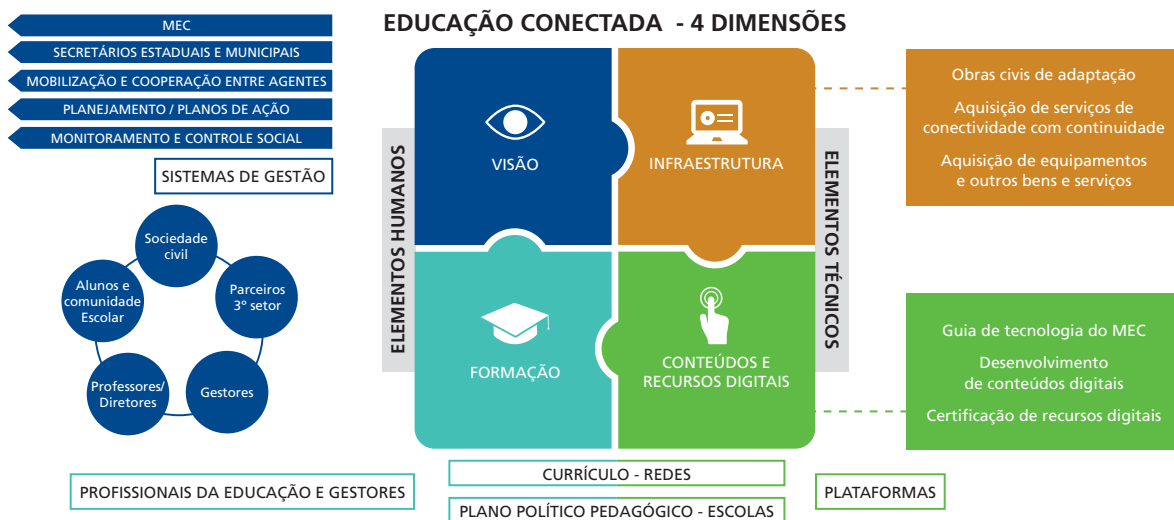 EDUCAÇÃO CONECTADA - 4 DIMENSÕES
MEC
SECRETÁRIOS ESTADUAIS E MUNICIPAIS
MOBILIZAÇÃO E COOPERAÇÃO ENTRE AGENTES
PLANEJAMENTO / PLANOS DE AÇÃO
MONITORAMENTO E CONTROLE SOCIAL
SISTEMAS DE GESTÃO
Sociedade
civil
Alunos e
comunidade
Escolar
Parceiros
3º setor
Professores/
Diretores
Gestores
ELEMENTOS HUMANOS
VISÃO
INFRAESTRUTURA
FORMAÇÃO
CONTEÚDOS E
RECURSOS DIGITAIS
ELEMENTOS TÉCNICOS
Obras civis de adaptação
Aquisição de serviços de
conectividade com continuidade
Aquisição de equipamentos
e outros bens e serviços
Guia de tecnologia do MEC
Desenvolvimento
de conteúdos digitais
Certificação de recursos digitais
PROFISSIONAIS DA EDUCAÇÃO E GESTORES
CURRÍCULO - REDES
PLANO POLÍTICO PEDAGÓGICO - ESCOLAS
PLATAFORMAS